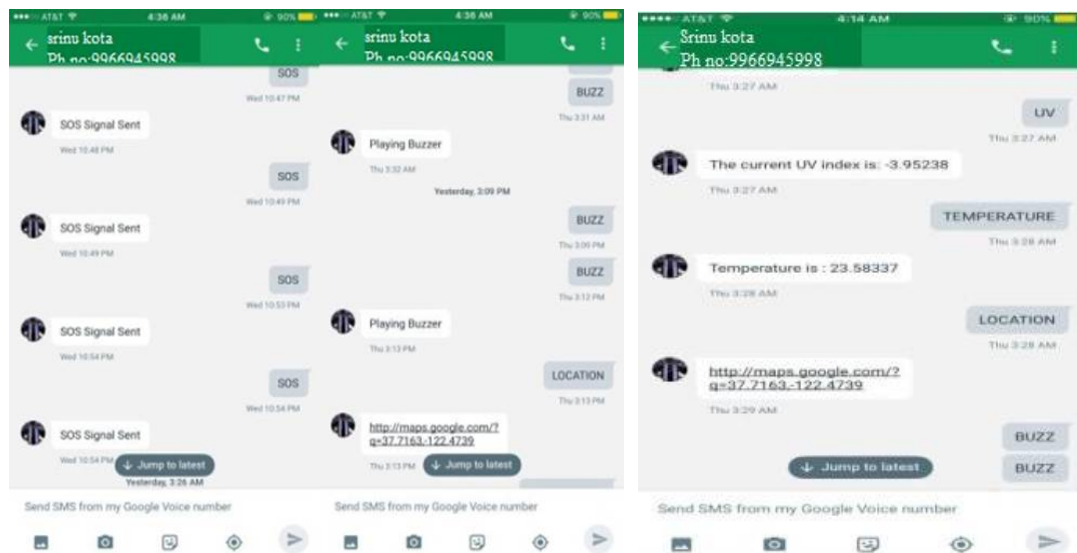 AT&T 4:36 AM 90%
srinu kota
Ph no:9966945998
SOS
Wed 10:47 PM
SOS Signal Sent
Wed 10:48 PM
SOS
Wed 10:49 PM
SOS Signal Sent
Wed 10:49 PM
SOS
Wed 10:53 PM
SOS Signal Sent
Wed 10:54 PM
SOS
Wed 10:54 PM
SOS Signal Sent
Wed 10:54 PM
Jump to latest
Yesterday, 3:26 AM
Send SMS from my Google Voice number
AT&T 4:36 AM 90%
srinu kota
Ph no:9966945998
BUZZ
Thu 3:31 AM
Playing Buzzer
Thu 3:32 AM
Yesterday, 3:09 PM
BUZZ
Thu 3:09 PM
BUZZ
Thu 3:12 PM
Playing Buzzer
Thu 3:13 PM
LOCATION
Thu 3:13 PM
http://maps.google.com/?
q=37.7163,-122.4739
Thu 3:13 PM
Jump to latest
Send SMS from my Google Voice number
AT&T 4:14 AM 90%
Srinu kota
Ph no:9966945998
Thu 3:27 AM
UV
Thu 3:27 AM
The current UV index is: -3.95238
Thu 3:27 AM
TEMPERATURE
Thu 3:28 AM
Temperature is : 23.58337
Thu 3:28 AM
LOCATION
Thu 3:28 AM
http://maps.google.com/?
q=37.7163,-122.4739
Thu 3:29 AM
BUZZ
Jump to latest
BUZZ
Send SMS from my Google Voice number